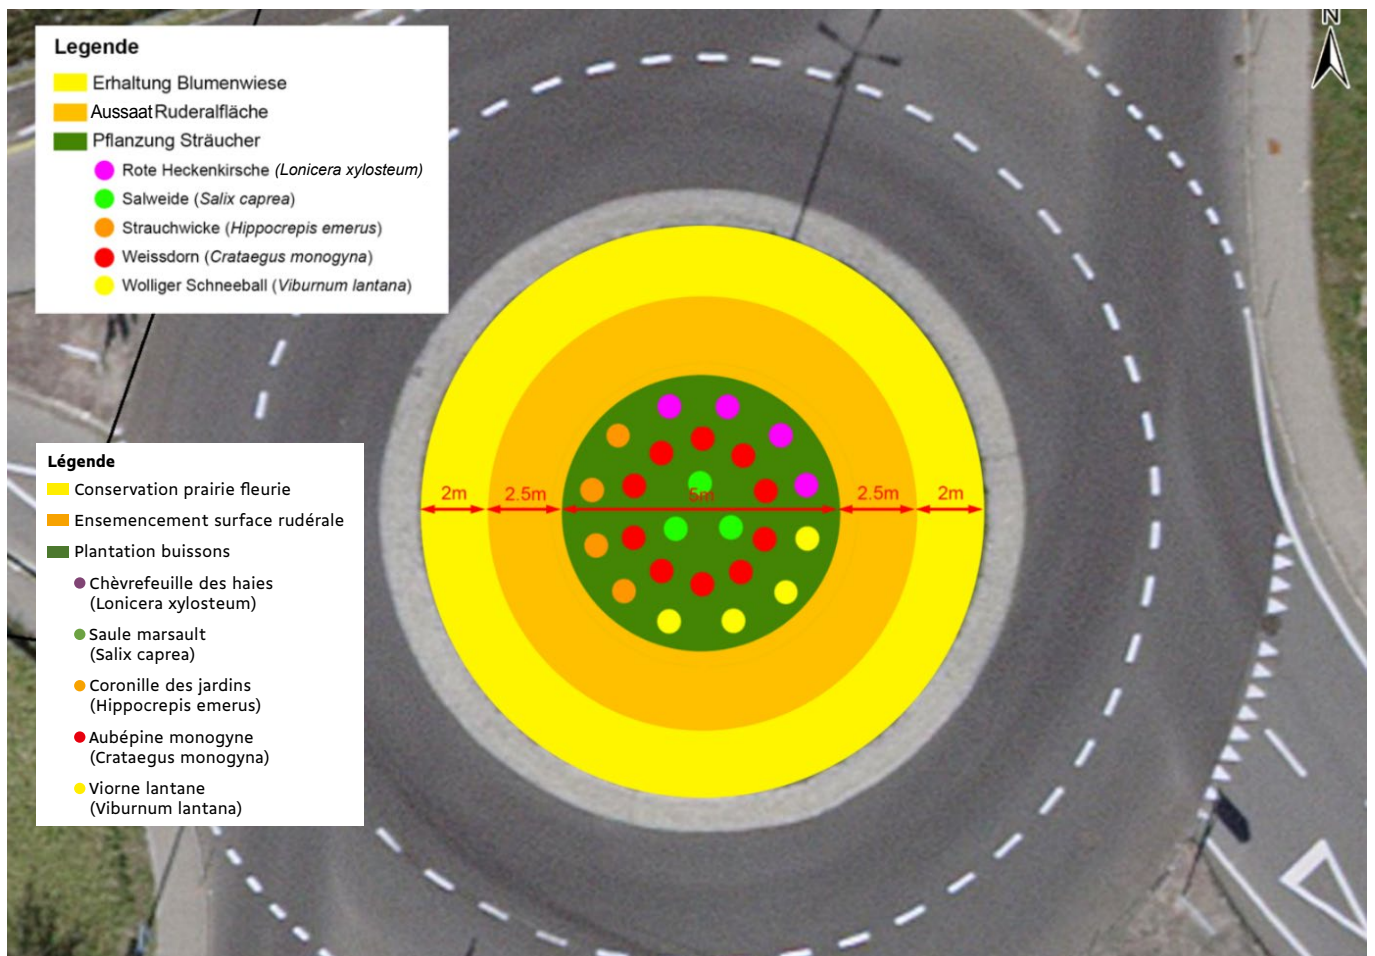 N
Legende
Erhaltung Blumenwiese
Aussaat Ruderalfläche
Pflanzung Sträucher
Rote Heckenkirsche (Lonicera xylosteum)
Salweide (Salix caprea)
Strauchwicke (Hippocrepis emerus)
Weissdorn (Crataegus monogyna)
Wolliger Schneeball (Viburnum lantana)
Légende
Conservation prairie fleurie
Ensemencement surface rudérale
Plantation buissons
Chèvrefeuille des haies
(Lonicera xylosteum)
Saule marsault
(Salix caprea)
Coronille des jardins
(Hippocrepis emerus)
Aubépine monogyne
(Crataegus monogyna)
Viorne lantane
(Viburnum lantana)
2m 2.5m 5m 2.5m 2m